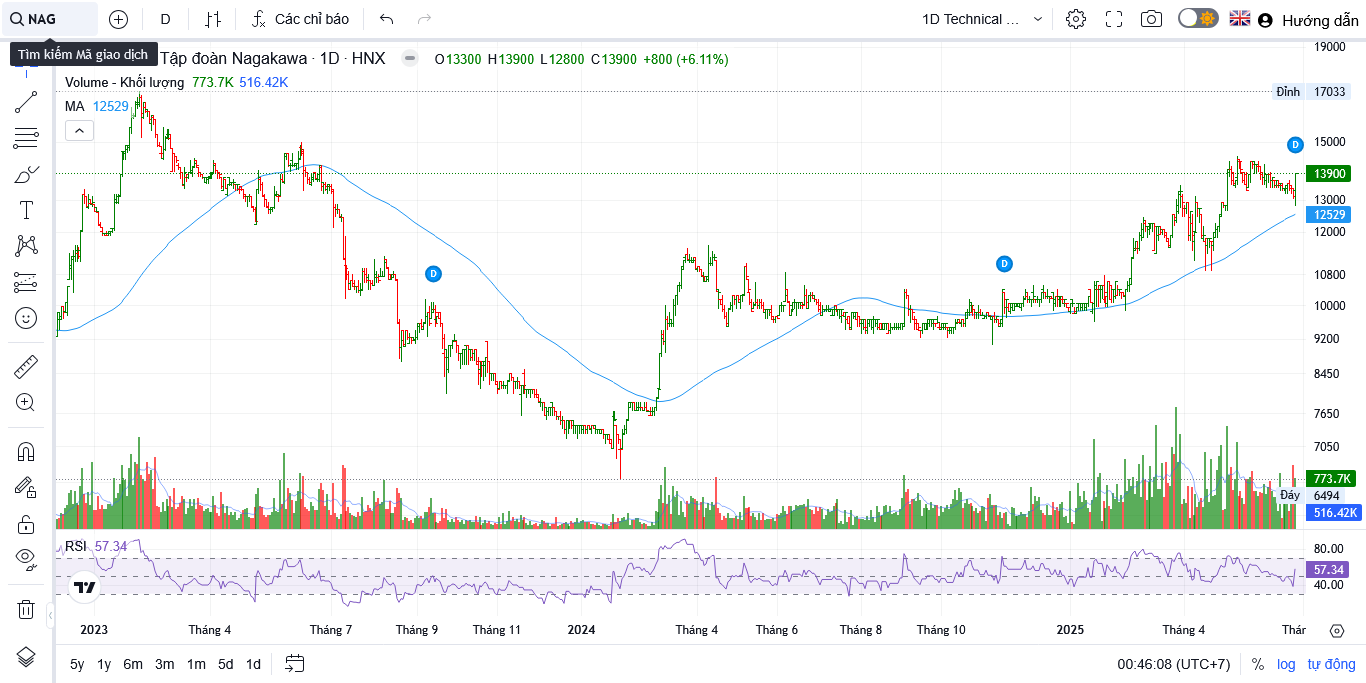 NAG D Các chỉ báo 1D Technical ... Hướng dẫn
Tìm kiếm Mã giao dịch
Tập đoàn Nagakawa · 1D · HNX O13300 H13900 L12800 C13900 +800 (+6.11%)
Volume - Khối lượng 773.7K 516.42K
MA 12529
19000
Đỉnh 17033
15000
D
13900
13000
12529
12000
D
D
10800
10000
9200
8450
7650
7050
773.7K
Đáy 6494
516.42K
RSI 57.34
80.00
57.34
40.00
2023 Tháng 4 Tháng 7 Tháng 9 Tháng 11 2024 Tháng 4 Tháng 6 Tháng 8 Tháng 10 2025 Tháng 4 Thár
5y 1y 6m 3m 1m 5d 1d 00:46:08 (UTC+7) % log tự động